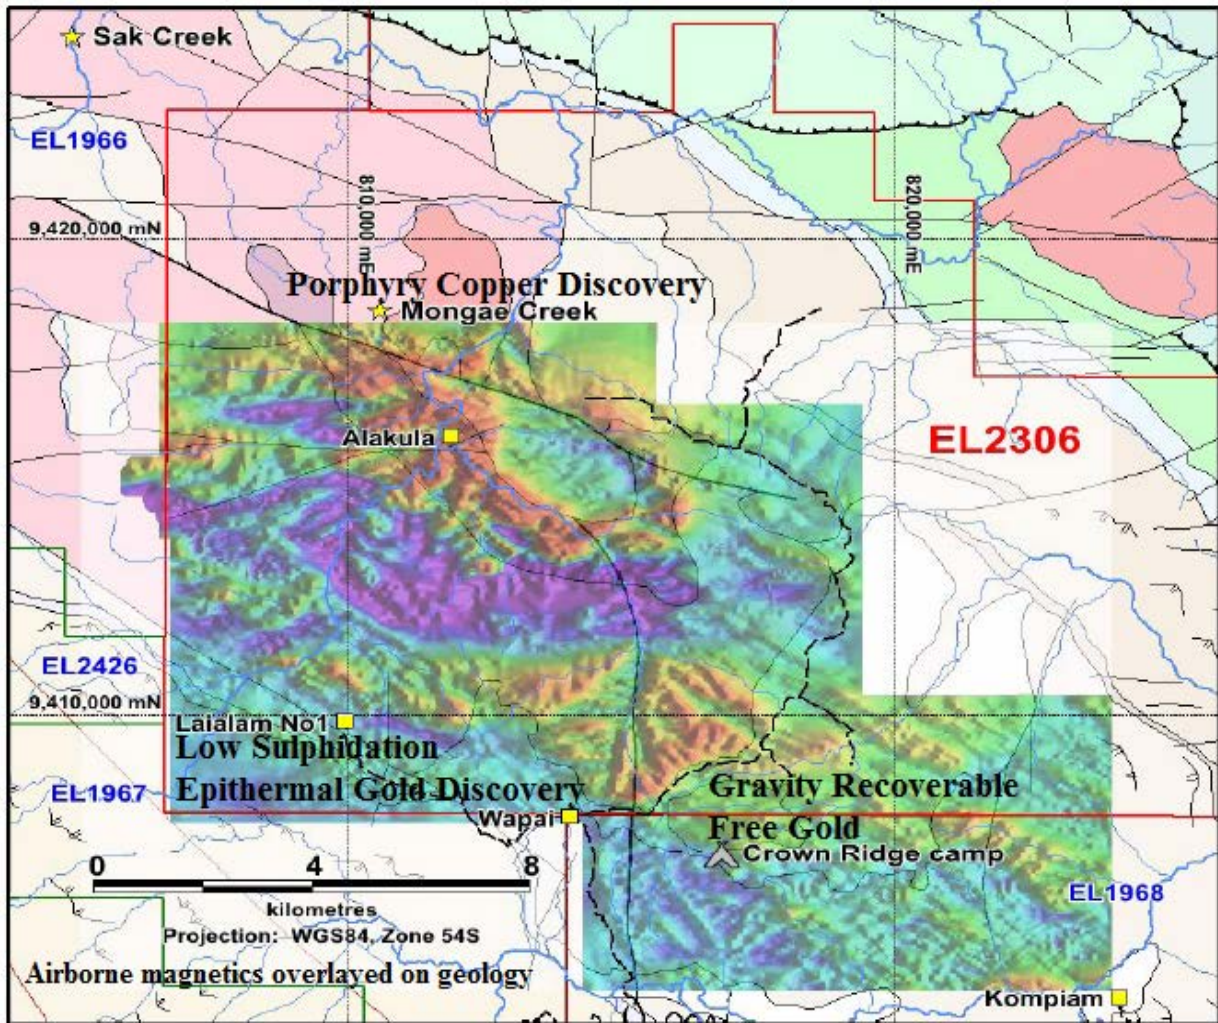 Sak Creek
EL1966
810,000 mE
820,000 mE
9,420,000 mN
Porphyry Copper Discovery
Mongae Creek
Alakula
EL2306
EL2426
9,410,000 mN
Laialam No1
Low Sulphidation
Epithermal Gold Discovery
EL1967
Gravity Recoverable
Free Gold
Wapai
Crown Ridge camp
0 4 8
kilometres
EL1968
Projection: WGS84, Zone 54S
Airborne magnetics overlayed on geology
Kompiam